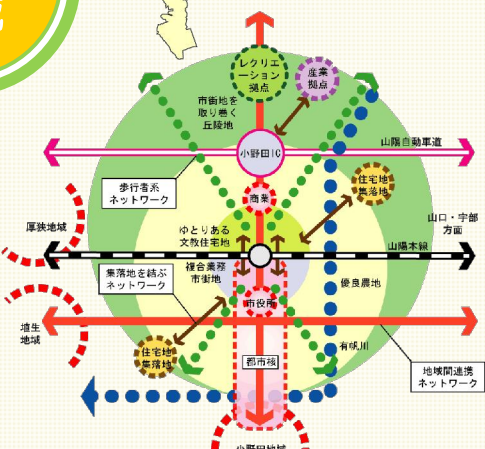 レクリエ
ーション
拠点
産業
拠点
市街地を
取り巻く
丘陵地
小野田IC
山陽自動車道
歩行者系
ネットワーク
住宅地
集落地
商業
厚狭地域
ゆとりある
文教住宅地
山口・宇部
方面
山陽本線
複合業務
市街地
集落地を結ぶ
ネットワーク
優良農地
市役所
埴生
地域
住宅地
集落地
有帆川
都市核
地域間連携
ネットワーク
小野田地域